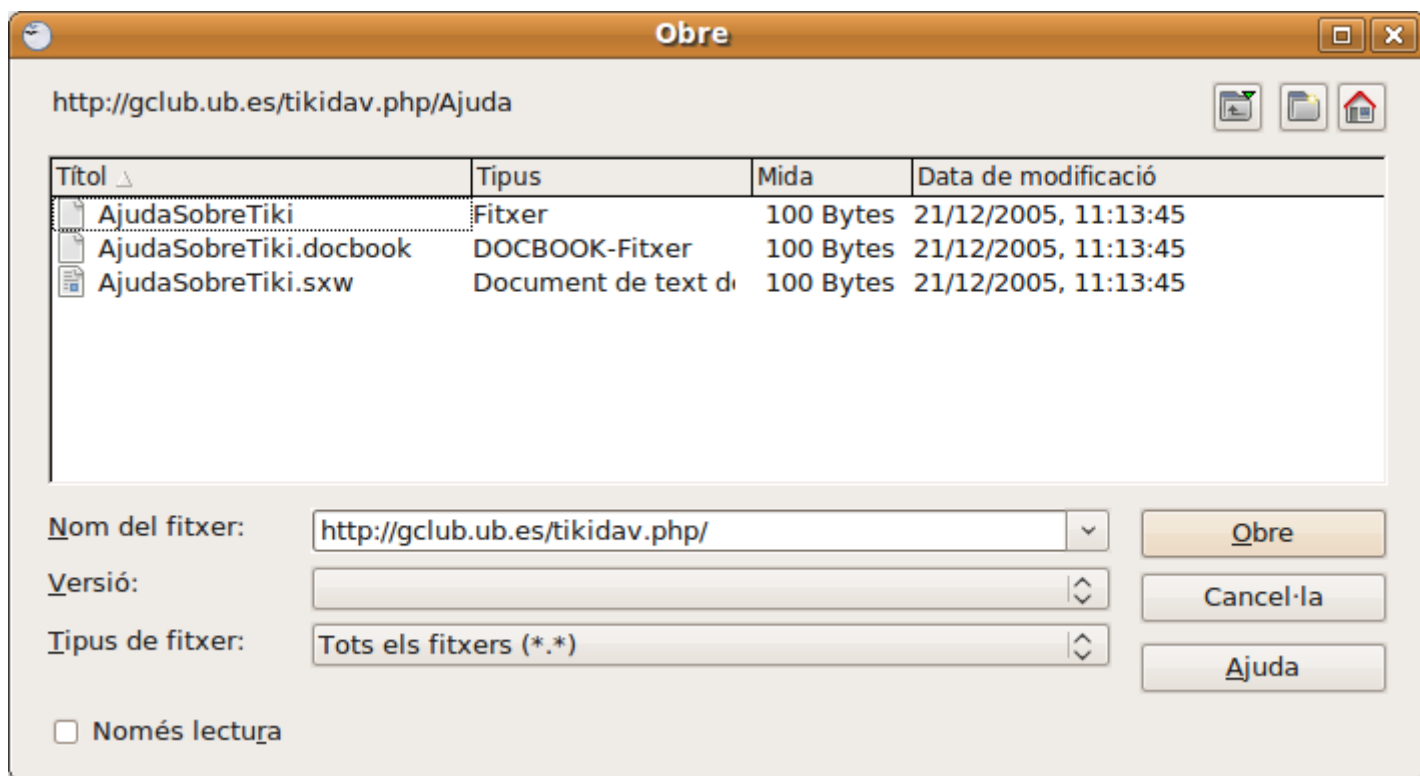 Obre
http://gclub.ub.es/tikidav.php/Ajuda
Títol Tipus Mida Data de modificació
AjudaSobreTiki Fitxer 100 Bytes 21/12/2005, 11:13:45
AjudaSobreTiki.docbook DOCBOOK-Fitxer 100 Bytes 21/12/2005, 11:13:45
AjudaSobreTiki.sxw Document de text d 100 Bytes 21/12/2005, 11:13:45
Nom del fitxer: http://gclub.ub.es/tikidav.php/ Obre
Versió: Cancel·la
Tipus de fitxer: Tots els fitxers (*.*) Ajuda
Només lectura